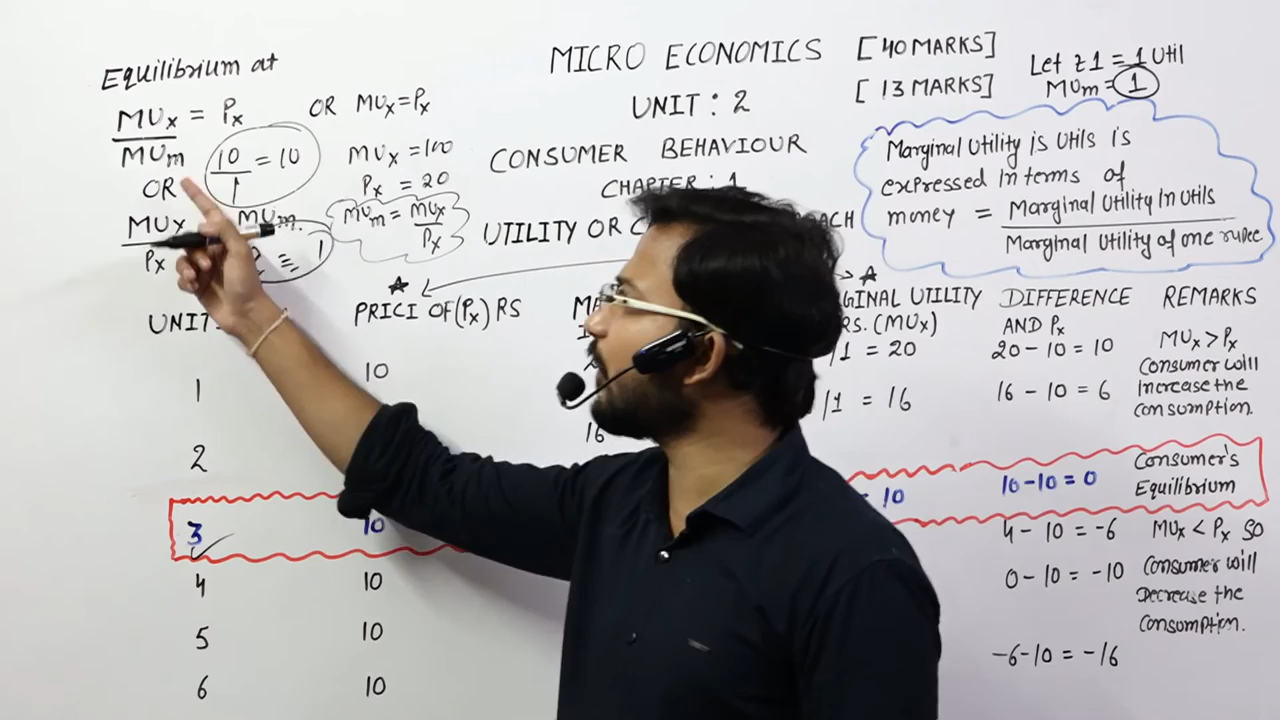 Equilibrium at
MUx = Px OR MUx = Px
MUm
10 = 10
1
OR
MUx MUm
Px
1
MUx = 100
Px = 20
MUm = MUx
Px
MICRO ECONOMICS [40 MARKS]
UNIT : 2 [13 MARKS]
CONSUMER BEHAVIOUR
CHAPTER : 1
UTILITY OR
Let ₹1 = 1 Util
MUm = 1
Marginal Utility is Utils is
expressed in terms of
money = Marginal Utility in Utils
Marginal Utility of one rupee
PRICI OF (Px) RS
GINAL UTILITY
RS. (MUx)
DIFFERENCE
AND Px
REMARKS
1 10 /1 = 20 20 - 10 = 10 MUx > Px
Consumer will
increase the
consumption.
2 16 /1 = 16 16 - 10 = 6
3 10 10 10 - 10 = 0 Consumer's
Equilibrium
4 10 4 - 10 = -6 MUx < Px so
5 10 0 - 10 = -10 Consumer will
Decrease the
consumption.
6 10 -6 - 10 = -16